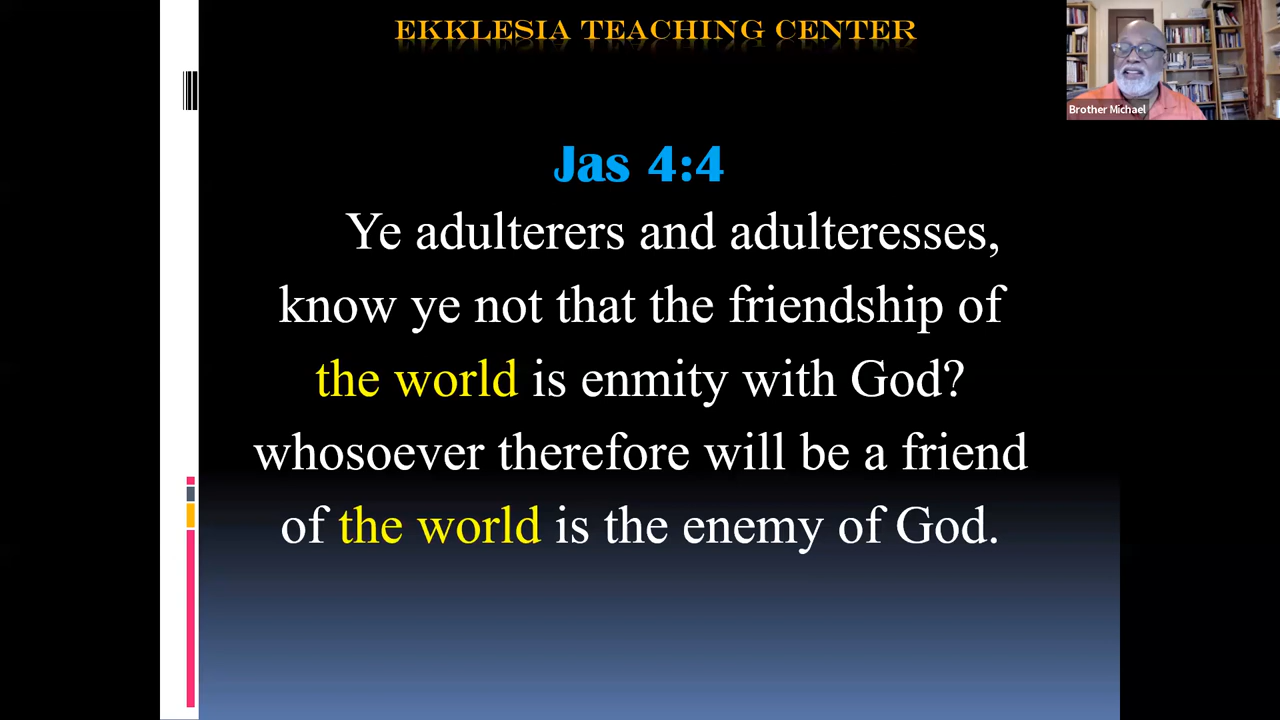 EKKLESIA TEACHING CENTER
Brother Michael
Jas 4:4
Ye adulterers and adulteresses,
know ye not that the friendship of
the world is enmity with God?
whosoever therefore will be a friend
of the world is the enemy of God.